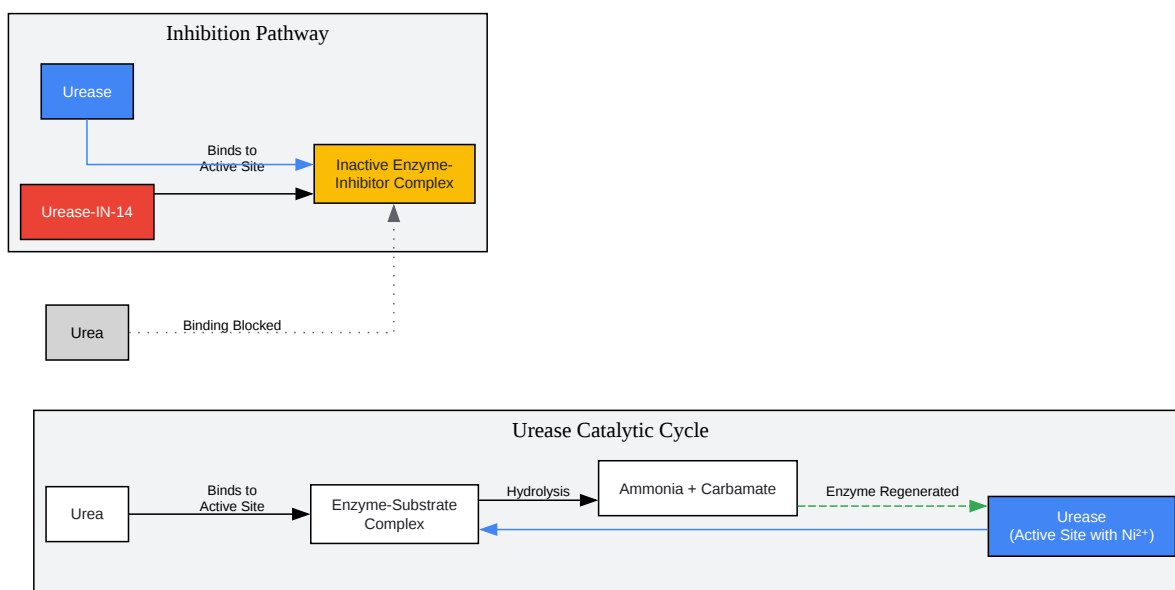 Inhibition Pathway
Urease
Binds to
Active Site
Inactive Enzyme-
Inhibitor Complex
Urease-IN-14
Urea
Binding Blocked
Urease Catalytic Cycle
Urea
Binds to
Active Site
Enzyme-Substrate
Complex
Hydrolysis
Ammonia + Carbamate
Enzyme Regenerated
Urease
(Active Site with Ni²⁺)